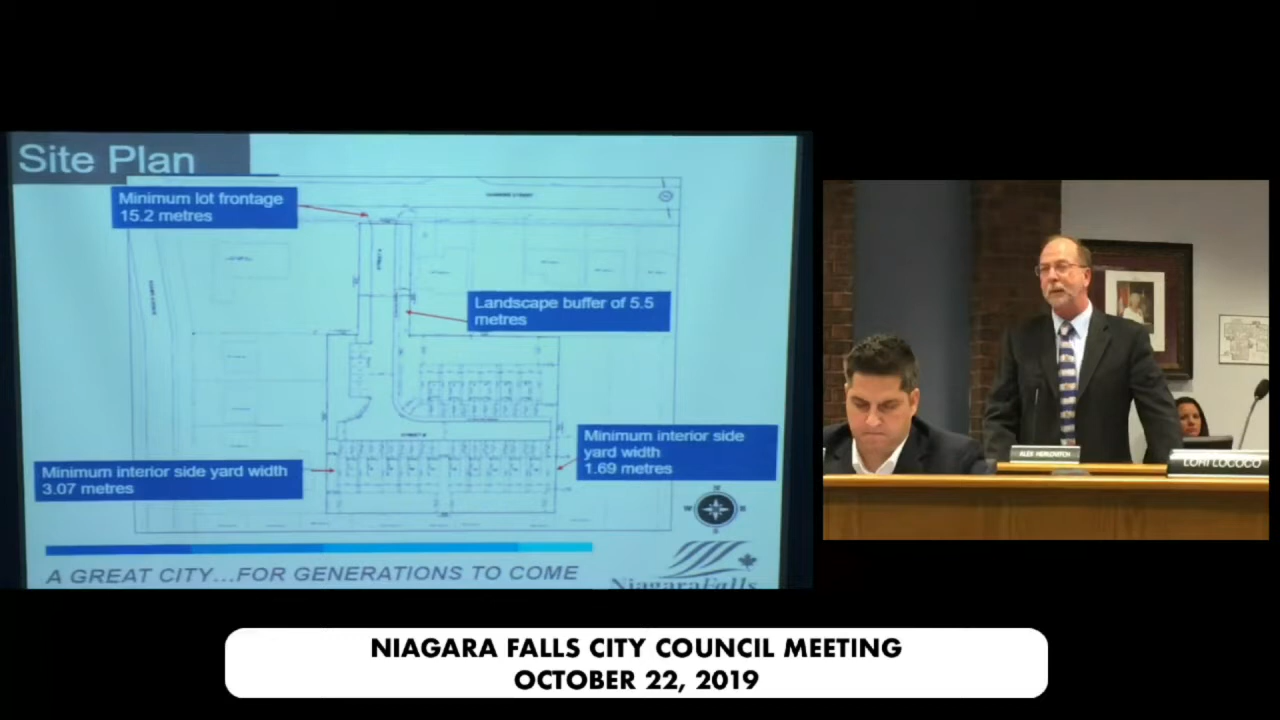 Site Plan
Minimum lot frontage
15.2 metres
Landscape buffer of 5.5
metres
Minimum interior side
yard width
1.69 metres
Minimum interior side yard width
3.07 metres
A GREAT CITY...FOR GENERATIONS TO COME
NiagaraFalls
ALEX HERLOVITCH
LORI LOCOCO
NIAGARA FALLS CITY COUNCIL MEETING
OCTOBER 22, 2019